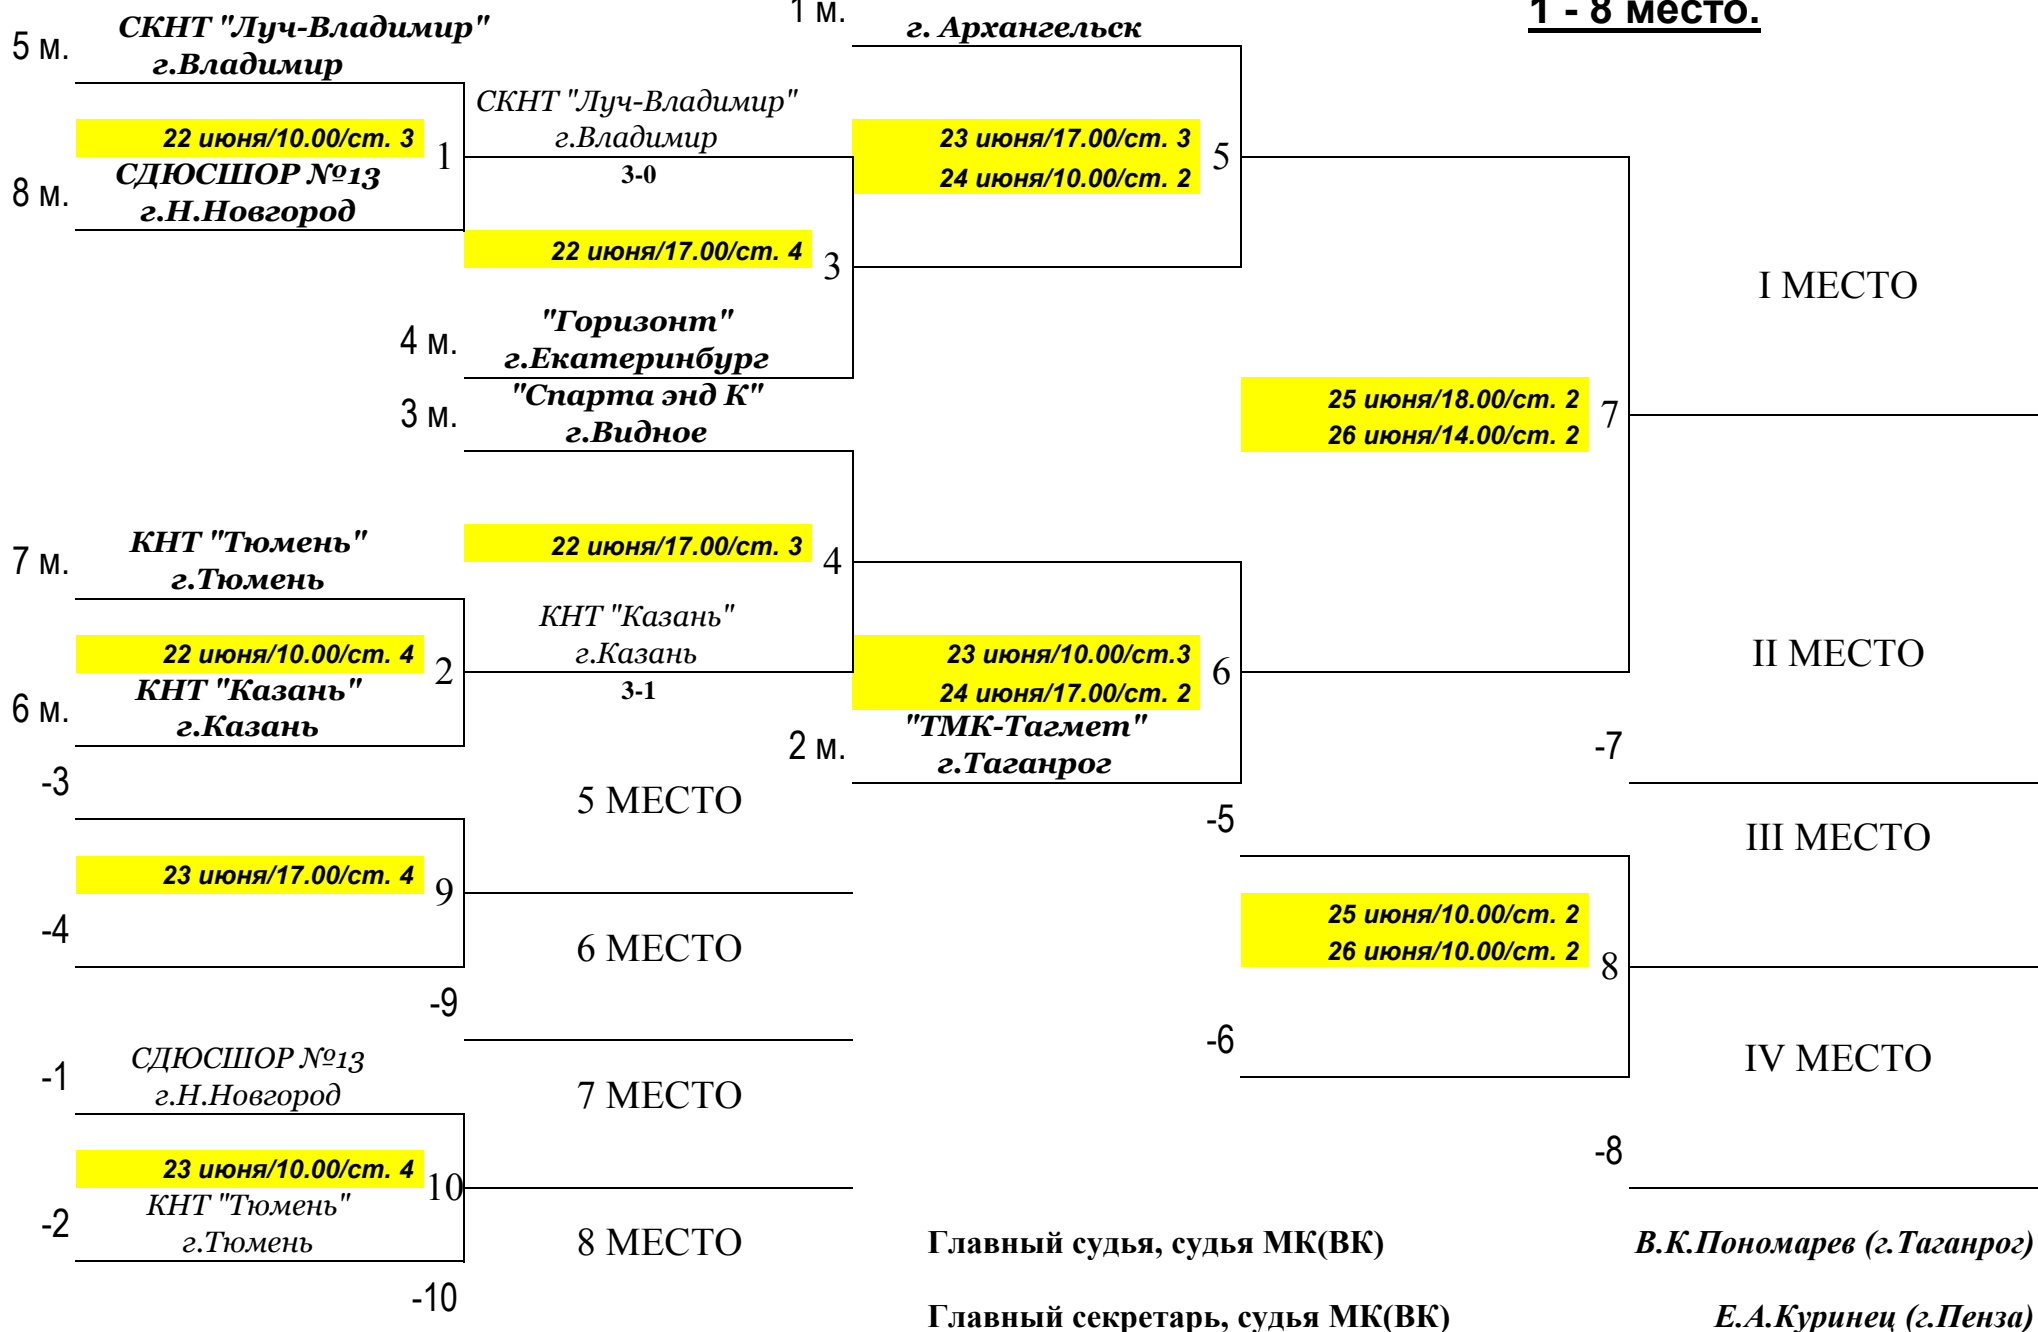 1 м.
1 - 8 место.
СКНТ "Луч-Владимир"
г. Архангельск
5 м.
г.Владимир
СКНТ "Луч-Владимир"
22 июня/10.00/ст. 3
1
г.Владимир
23 июня/17.00/ст. 3
5
СДЮСШОР №13
3-0
24 июня/10.00/ст. 2
8 м.
г.Н.Новгород
22 июня/17.00/ст. 4
3
I МЕСТО
"Горизонт"
4 м.
г.Екатеринбург
"Спарта энд К"
3 м.
г.Видное
25 июня/18.00/ст. 2
7
26 июня/14.00/ст. 2
КНТ "Тюмень"
22 июня/17.00/ст. 3
4
7 м.
г.Тюмень
КНТ "Казань"
22 июня/10.00/ст. 4
2
г.Казань
23 июня/10.00/ст.3
6
II МЕСТО
КНТ "Казань"
3-1
24 июня/17.00/ст. 2
6 м.
г.Казань
"ТМК-Тагмет"
2 м.
г.Таганрог
-7
-3
5 МЕСТО
-5
III МЕСТО
23 июня/17.00/ст. 4
9
-4
6 МЕСТО
25 июня/10.00/ст. 2
26 июня/10.00/ст. 2
8
-9
-6
СДЮСШОР №13
IV МЕСТО
-1
г.Н.Новгород
7 МЕСТО
-8
23 июня/10.00/ст. 4
10
КНТ "Тюмень"
-2
г.Тюмень
8 МЕСТО
Главный судья, судья МК(ВК)
В.К.Пономарев (г.Таганрог)
-10
Главный секретарь, судья МК(ВК)
Е.А.Куринец (г.Пенза)